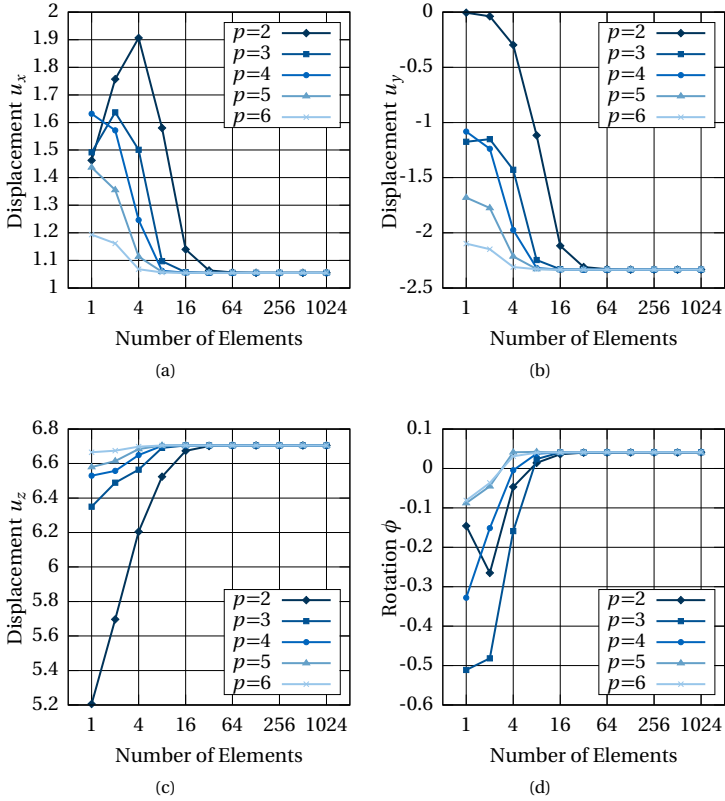 Displacement u_x
2
1.9
1.8
1.7
1.6
1.5
1.4
1.3
1.2
1.1
1
p=2
p=3
p=4
p=5
p=6
1 4 16 64 256 1024
Number of Elements
(a)
Displacement u_y
0
-0.5
-1
-1.5
-2
-2.5
p=2
p=3
p=4
p=5
p=6
1 4 16 64 256 1024
Number of Elements
(b)
Displacement u_z
6.8
6.6
6.4
6.2
6
5.8
5.6
5.4
5.2
p=2
p=3
p=4
p=5
p=6
1 4 16 64 256 1024
Number of Elements
(c)
Rotation ϕ
0.1
0
-0.1
-0.2
-0.3
-0.4
-0.5
-0.6
p=2
p=3
p=4
p=5
p=6
1 4 16 64 256 1024
Number of Elements
(d)